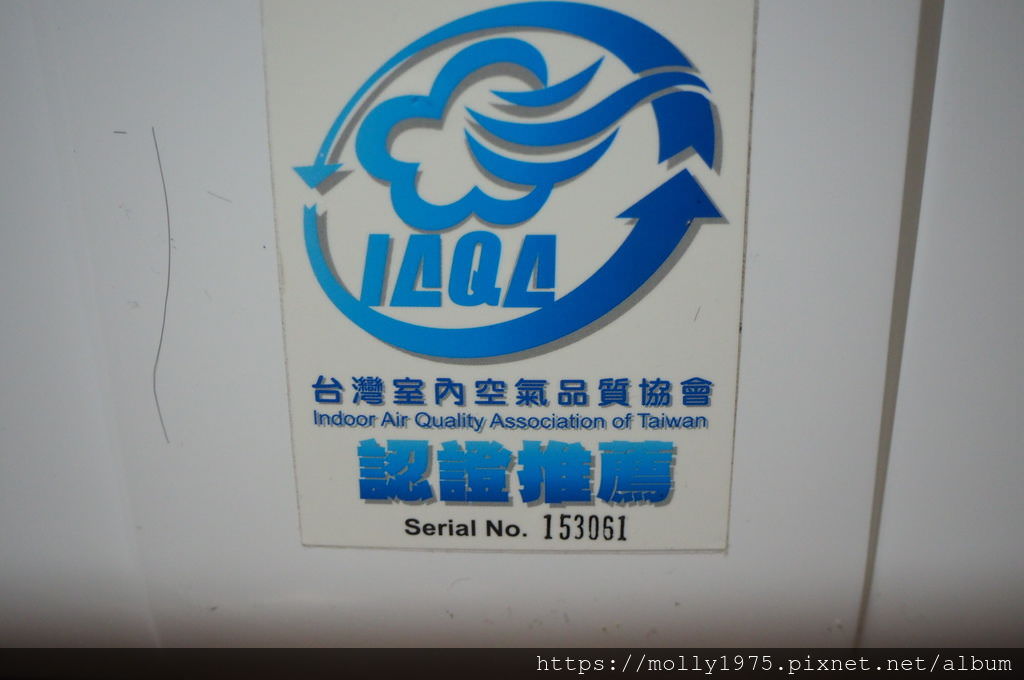 IAQA
台灣室內空氣品質協會
Indoor Air Quality Association of Taiwan
認證推薦
Serial No. 153061
https://molly1975.pixnet.net/album